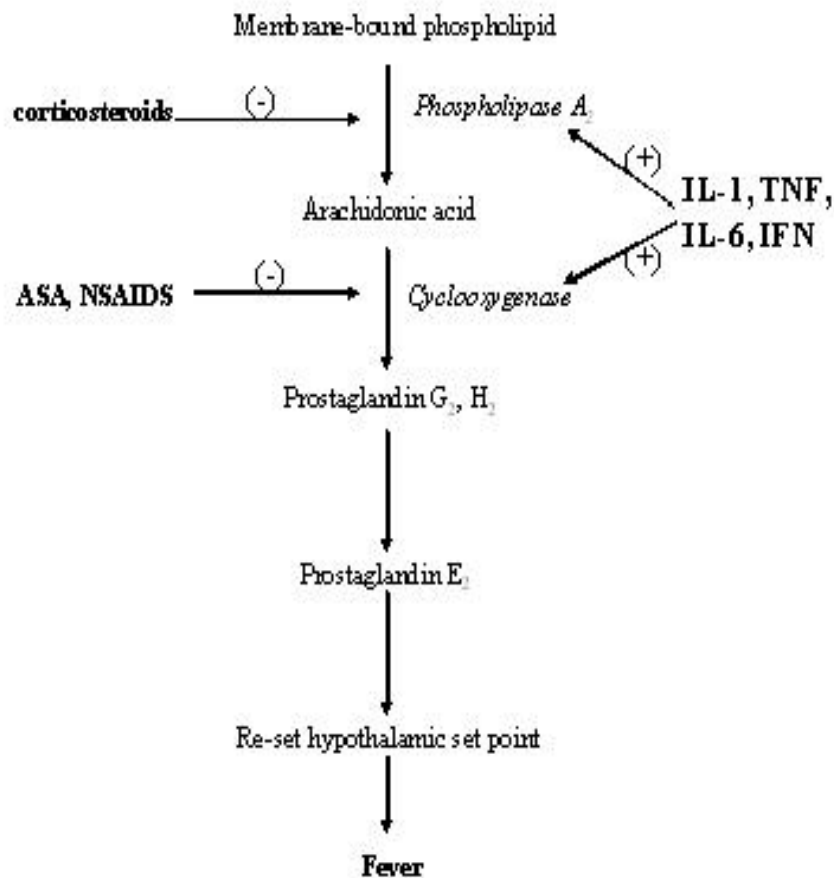 Membrane-bound phospholipid
corticosteroids
(-)
Phospholipase A₂
(+)
IL-1, TNF,
IL-6, IFN
Arachidonic acid
(+)
ASA, NSAIDS
(-)
Cyclooxygenase
Prostaglandin G₂, H₂
Prostaglandin E₂
Re-set hypothalamic set point
Fever